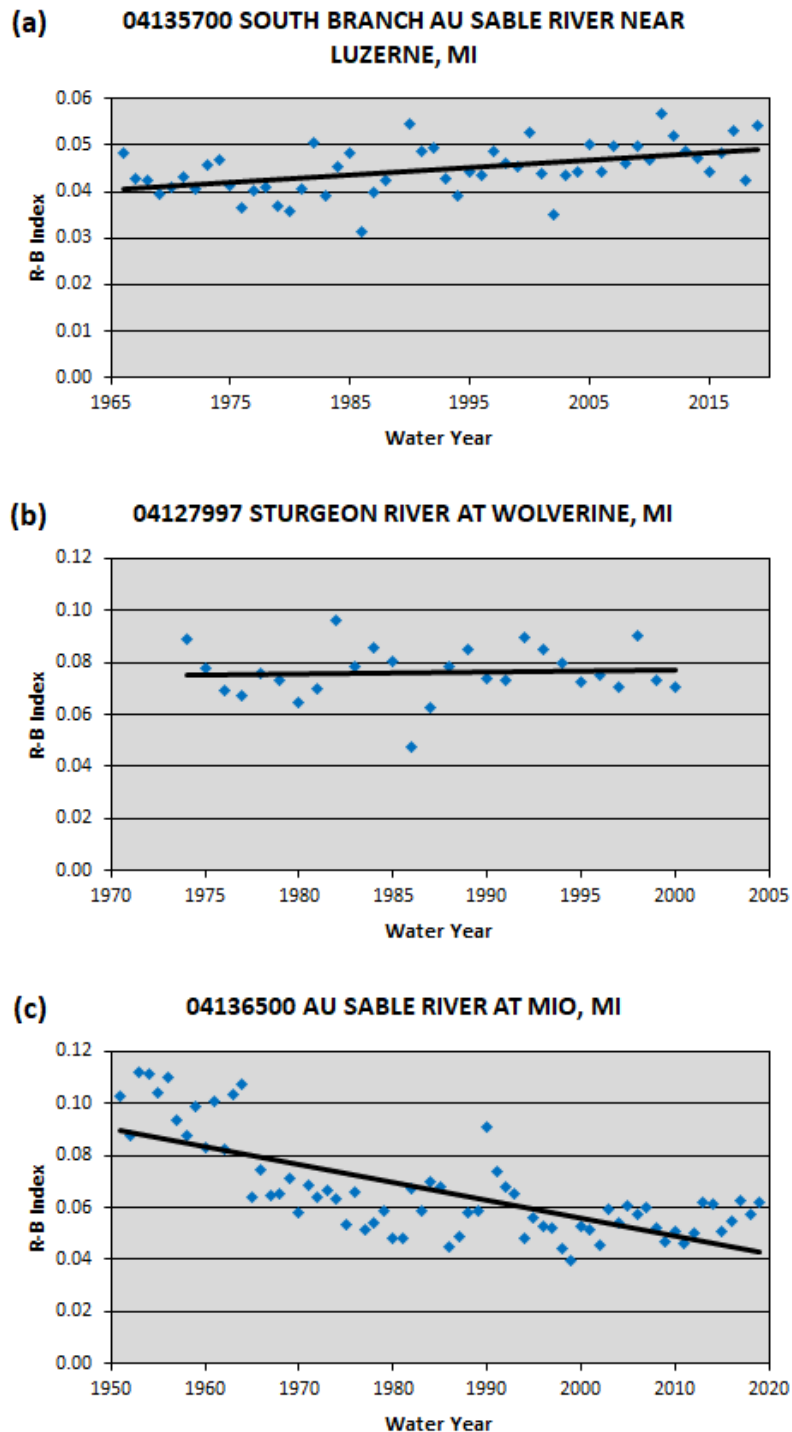 (a)
04135700 SOUTH BRANCH AU SABLE RIVER NEAR
LUZERNE, MI
0.06
0.05
0.04
0.03
0.02
0.01
0.00
R-B Index
1965 1975 1985 1995 2005 2015
Water Year
(b)
04127997 STURGEON RIVER AT WOLVERINE, MI
0.12
0.10
0.08
0.06
0.04
0.02
0.00
R-B Index
1970 1975 1980 1985 1990 1995 2000 2005
Water Year
(c)
04136500 AU SABLE RIVER AT MIO, MI
0.12
0.10
0.08
0.06
0.04
0.02
0.00
R-B Index
1950 1960 1970 1980 1990 2000 2010 2020
Water Year